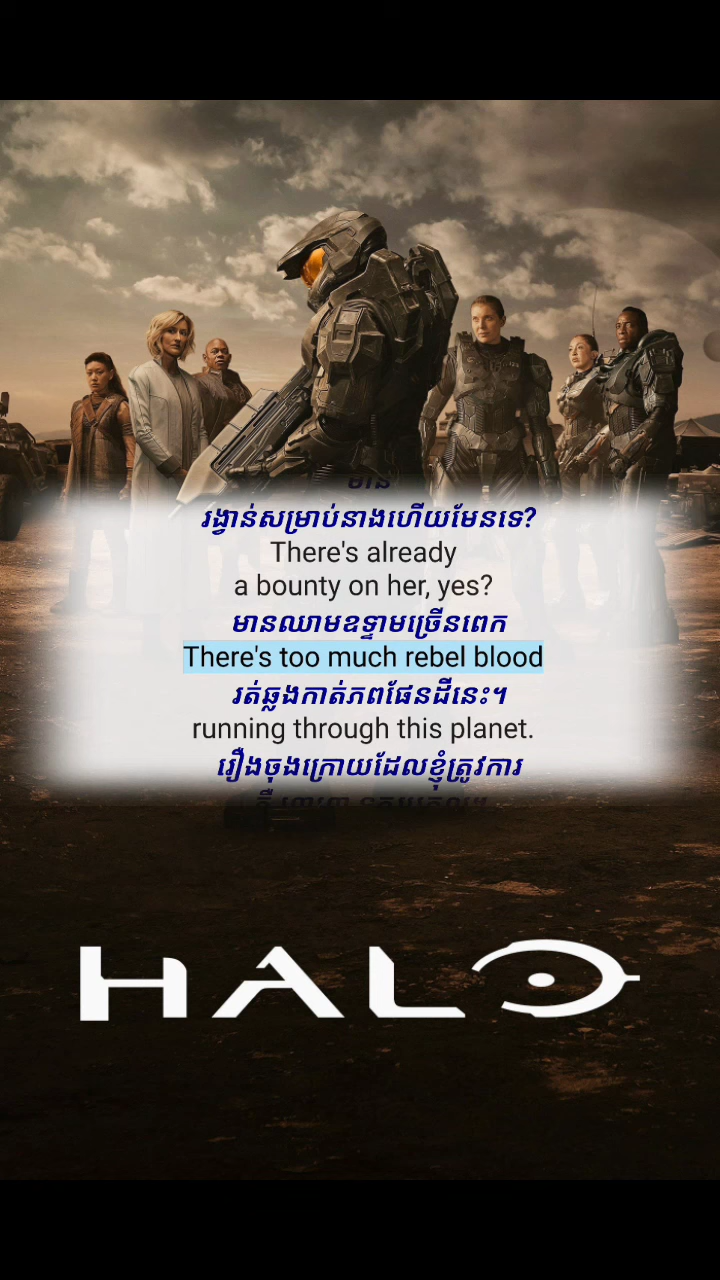 មាន
រង្វាន់សម្រាប់នាងហើយមែនទេ?
There's already
a bounty on her, yes?
មានឈាមឧទ្ទាមច្រើនពេក
There's too much rebel blood
រត់ឆ្លងកាត់ភពផែនដីនេះ។
running through this planet.
រឿងចុងក្រោយដែលខ្ញុំត្រូវការ
HALO